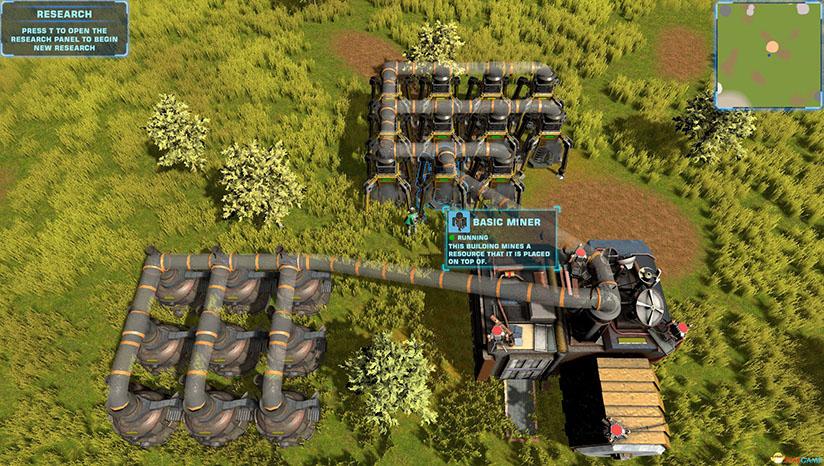 RESEARCH
PRESS T TO OPEN THE
RESEARCH PANEL TO BEGIN
NEW RESEARCH
BASIC MINER
RUNNING
THIS BUILDING MINES A
RESOURCE THAT IT IS PLACED
ON TOP OF.